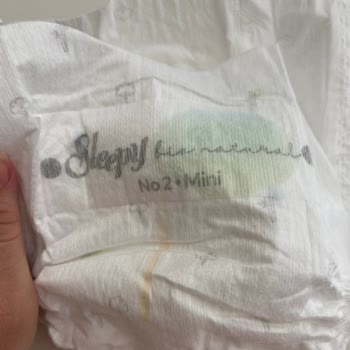 Sleepy bio natural
No 2 • Mini